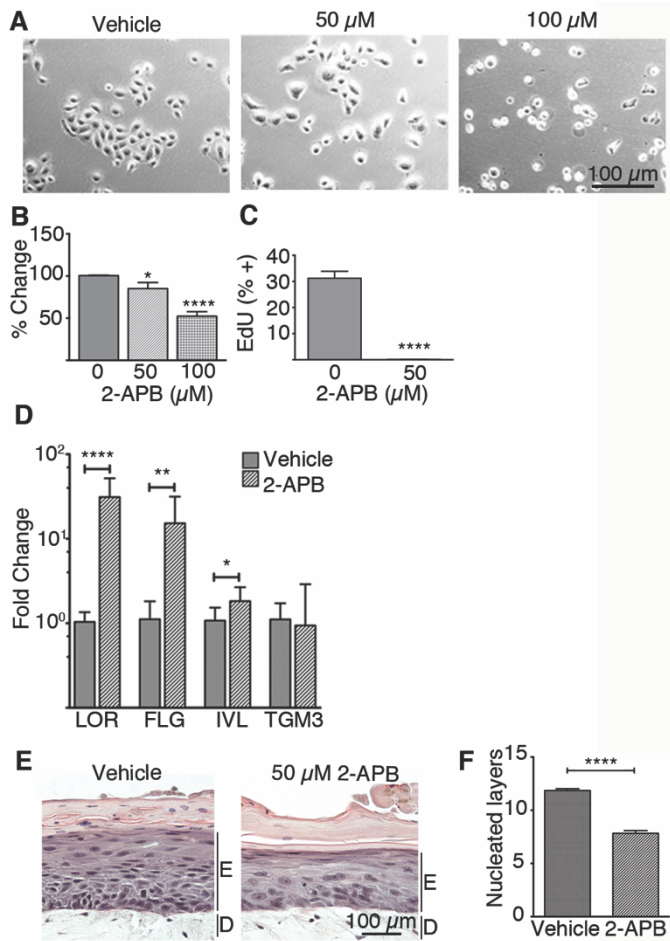 A
Vehicle
50 µM
100 µM
100 µm
B
% Change
150
100
50
*
****
0
50
100
2-APB (µM)
C
EdU (% +)
40
30
20
10
****
0
50
2-APB (µM)
D
Fold Change
10²
10¹
10⁰
****
**
*
Vehicle
2-APB
LOR
FLG
IVL
TGM3
E
Vehicle
50 µM 2-APB
E
D
E
D
100 µm
F
Nucleated layers
15
10
5
0
****
Vehicle
2-APB